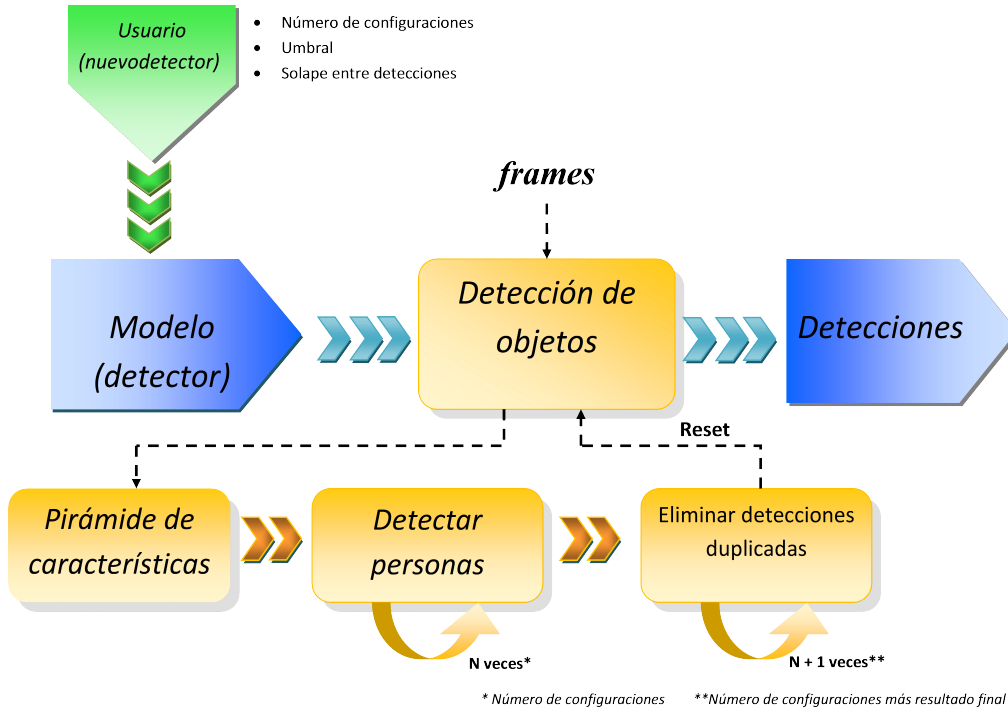 Usuario
(nuevodetector)
• Número de configuraciones
• Umbral
• Solape entre detecciones
frames
Modelo
(detector)
Detección de
objetos
Detecciones
Reset
Pirámide de
características
Detectar
personas
Eliminar detecciones
duplicadas
N veces*
N + 1 veces**
* Número de configuraciones
**Número de configuraciones más resultado final